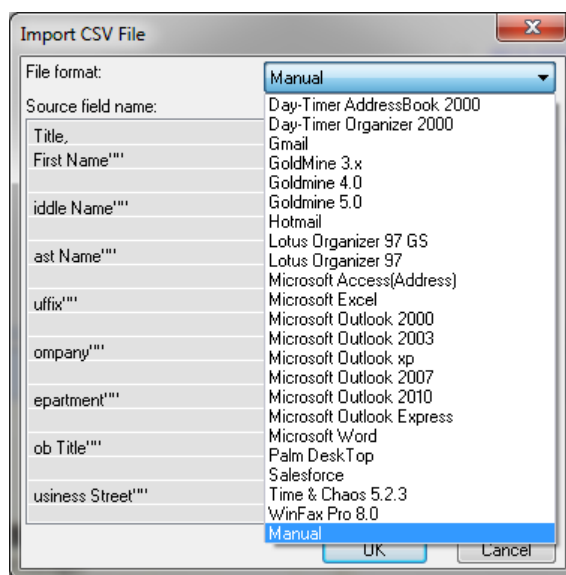 Import CSV File
File format:
Manual
Source field name:
Title,
First Name""
iddle Name""
ast Name""
uffix""
ompany""
epartment""
ob Title""
usiness Street""
Day-Timer AddressBook 2000
Day-Timer Organizer 2000
Gmail
GoldMine 3.x
Goldmine 4.0
Goldmine 5.0
Hotmail
Lotus Organizer 97 GS
Lotus Organizer 97
Microsoft Access(Address)
Microsoft Excel
Microsoft Outlook 2000
Microsoft Outlook 2003
Microsoft Outlook xp
Microsoft Outlook 2007
Microsoft Outlook 2010
Microsoft Outlook Express
Microsoft Word
Palm DeskTop
Salesforce
Time & Chaos 5.2.3
WinFax Pro 8.0
Manual
OK
Cancel